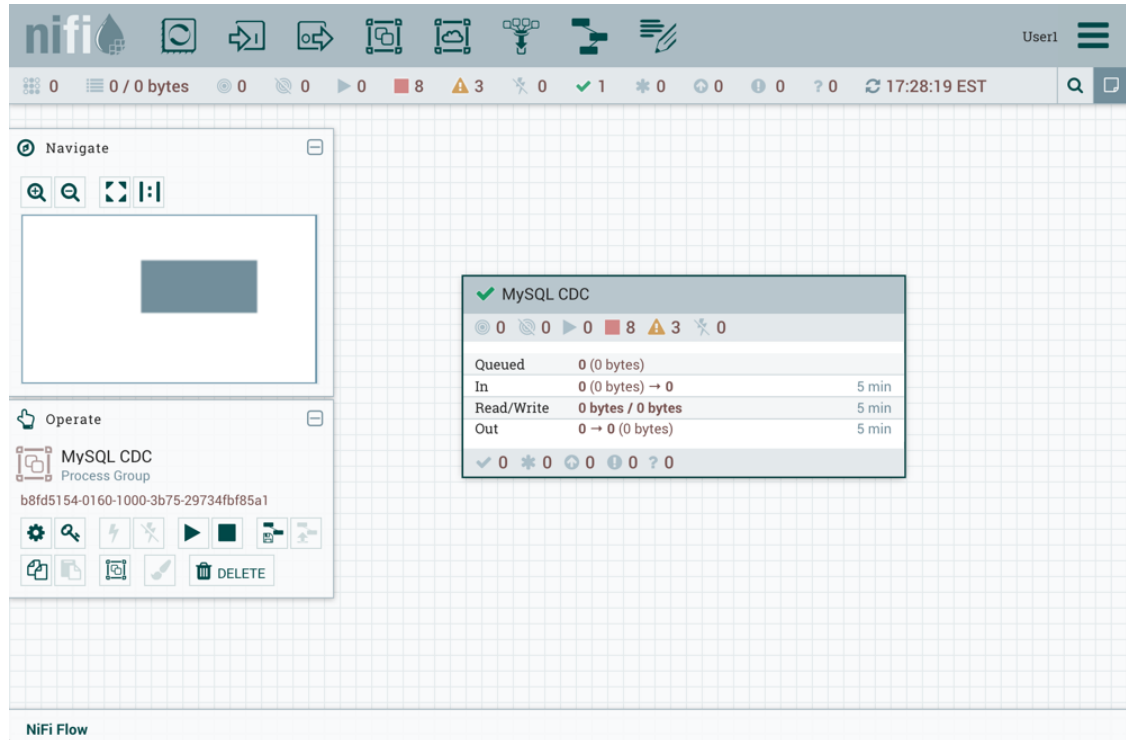 nifi
User1
0 0 / 0 bytes 0 0 0 8 3 0 1 0 0 0 ? 0 17:28:19 EST
Navigate
Operate
MySQL CDC
Process Group
b8fd5154-0160-1000-3b75-29734fbf85a1
DELETE
MySQL CDC
0 0 0 8 3 0
Queued 0 (0 bytes)
In 0 (0 bytes) → 0 5 min
Read/Write 0 bytes / 0 bytes 5 min
Out 0 → 0 (0 bytes) 5 min
0 0 0 0 ? 0
NiFi Flow